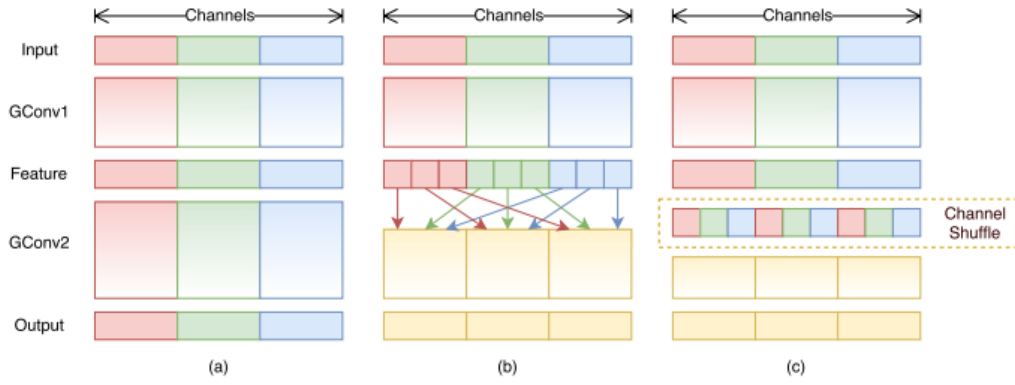 Channels
Channels
Channels
Input
GConv1
Feature
GConv2
Channel
Shuffle
Output
(a)
(b)
(c)